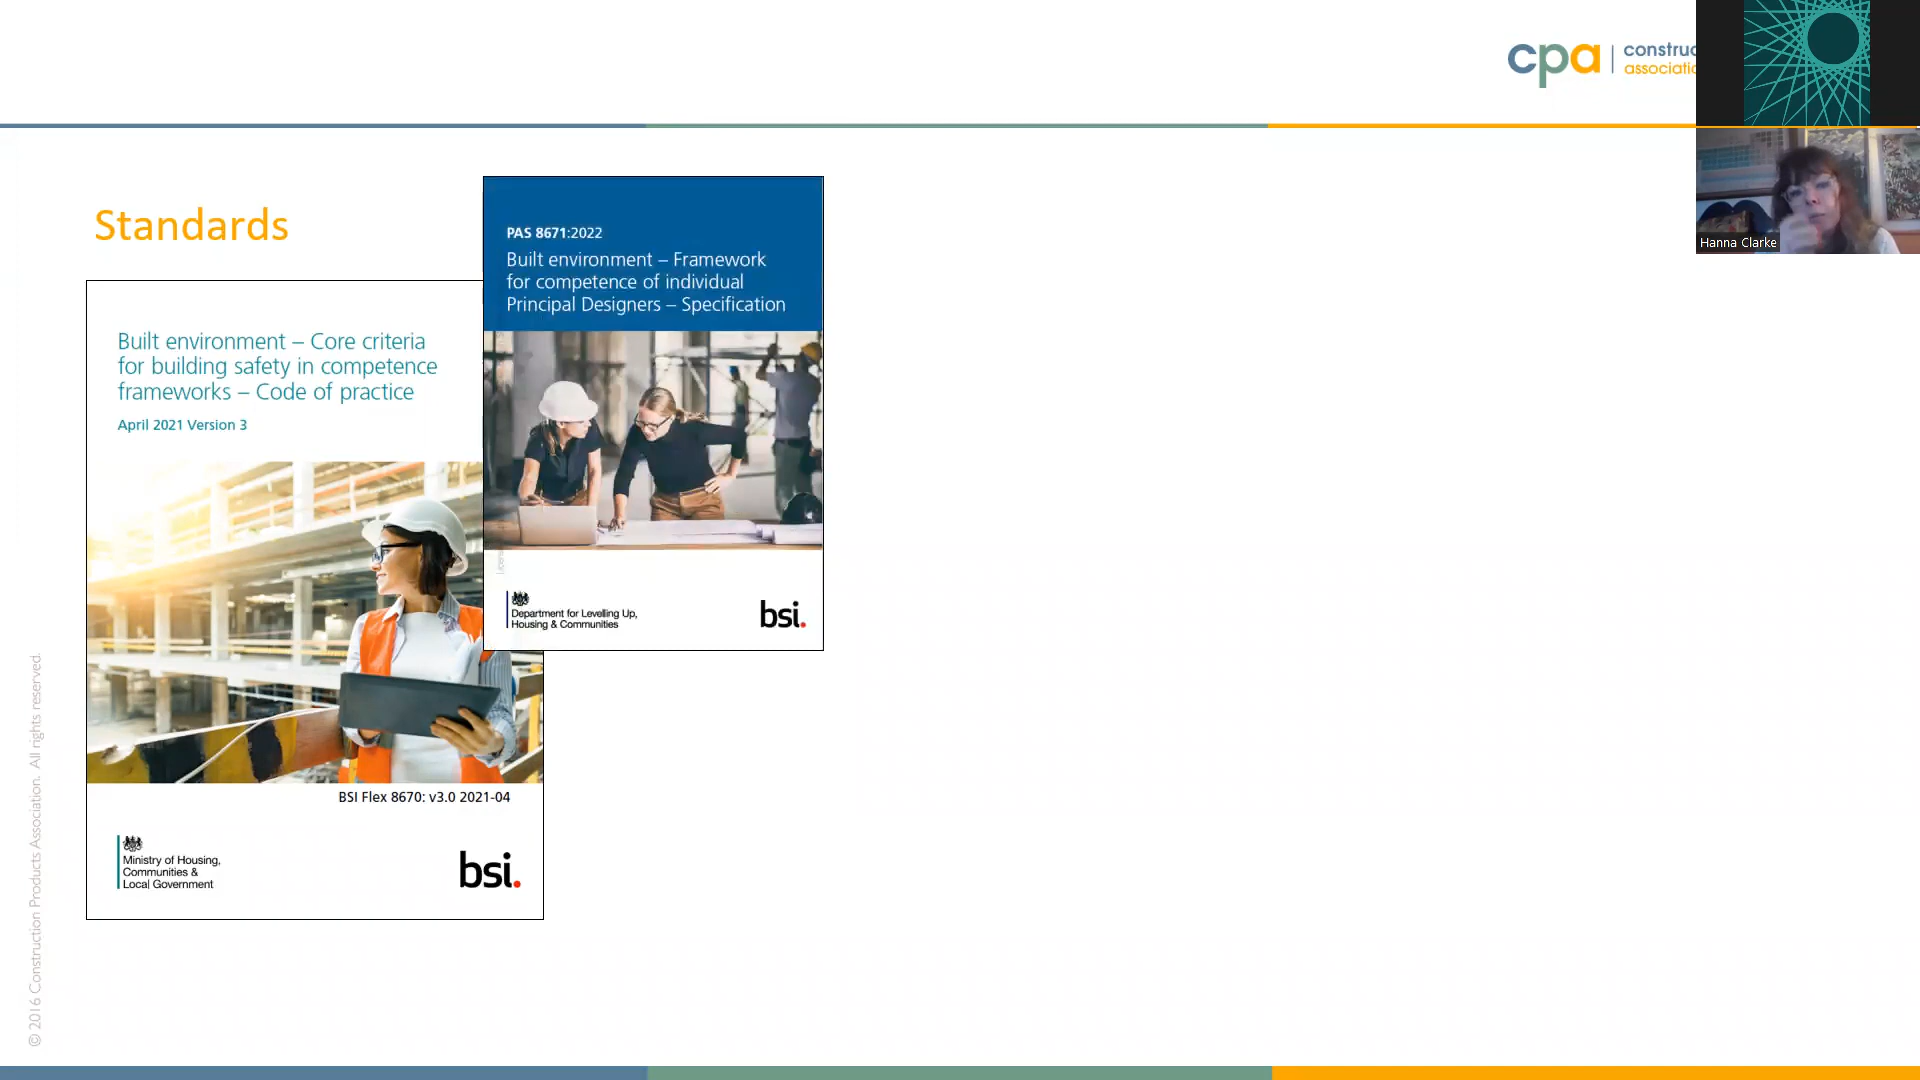 cpa
construc
associatio
Hanna Clarke
Standards
PAS 8671:2022
Built environment – Framework
for competence of individual
Principal Designers – Specification
Department for Levelling Up,
Housing & Communities
bsi.
Built environment – Core criteria
for building safety in competence
frameworks – Code of practice
April 2021 Version 3
BSI Flex 8670: v3.0 2021-04
Ministry of Housing,
Communities &
Local Government
bsi.
© 2016 Construction Products Association. All rights reserved.